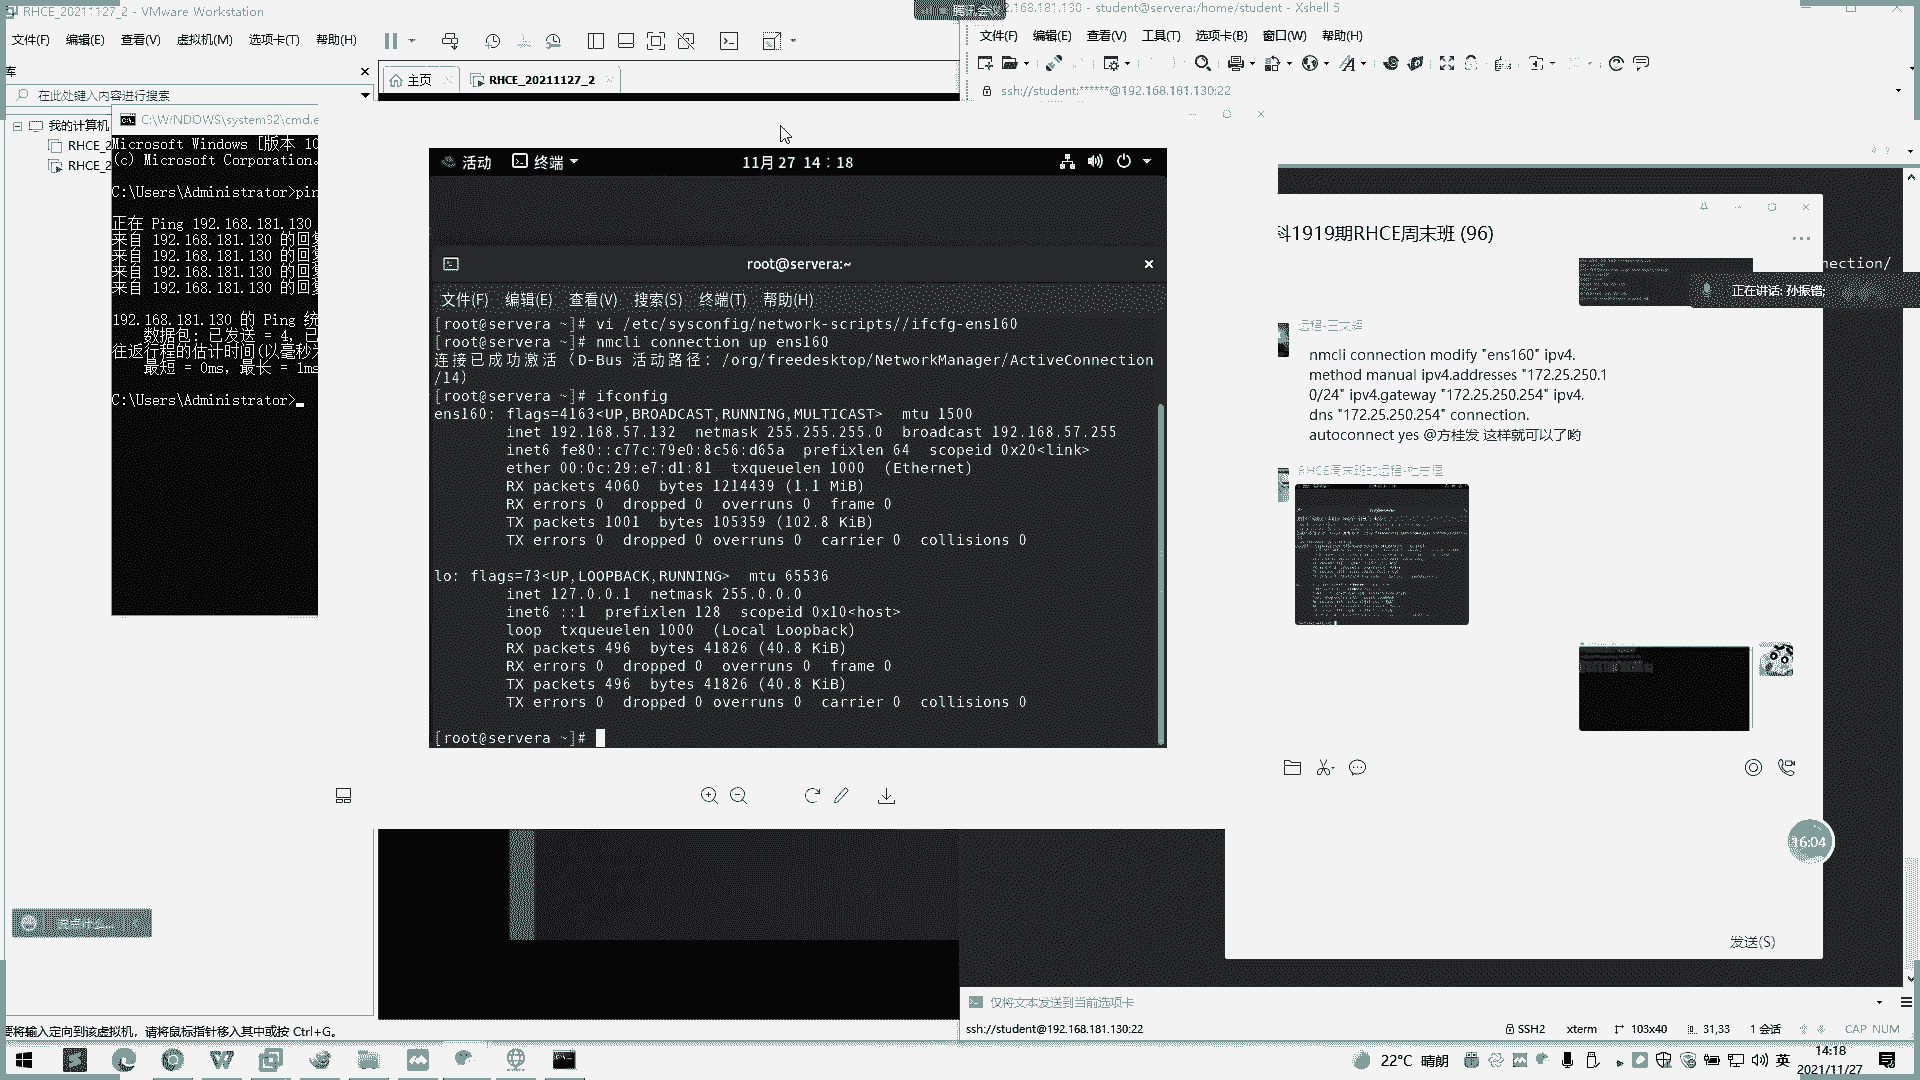 RHCE_20211127_2 - VMware Workstation
文件(F) 编辑(E) 查看(V) 虚拟机(M) 选项卡(T) 帮助(H)
库
在此处键入内容进行搜索
主页
RHCE_20211127_2
我的计算机
RHCE_2
RHCE_2
C:\WINDOWS\system32\cmd.e
Microsoft Windows [版本 10
(c) Microsoft Corporation。
C:\Users\Administrator>pin
正在 Ping 192.168.181.130
来自 192.168.181.130 的回复
来自 192.168.181.130 的回复
来自 192.168.181.130 的回复
来自 192.168.181.130 的回复
192.168.181.130 的 Ping 统
数据包: 已发送 = 4，已
往返行程的估计时间(以毫秒为
最短 = 0ms，最长 = 1ms
C:\Users\Administrator>
活动
终端
11月 27 14：18
root@servera:~
文件(F) 编辑(E) 查看(V) 搜索(S) 终端(T) 帮助(H)
[root@servera ~]# vi /etc/sysconfig/network-scripts//ifcfg-ens160
[root@servera ~]# nmcli connection up ens160
连接已成功激活（D-Bus 活动路径：/org/freedesktop/NetworkManager/ActiveConnection
/14）
[root@servera ~]# ifconfig
ens160: flags=4163<UP,BROADCAST,RUNNING,MULTICAST>  mtu 1500
inet 192.168.57.132  netmask 255.255.255.0  broadcast 192.168.57.255
inet6 fe80::c77c:79e0:8c56:d65a  prefixlen 64  scopeid 0x20<link>
ether 00:0c:29:e7:d1:81  txqueuelen 1000  (Ethernet)
RX packets 4060  bytes 1214439 (1.1 MiB)
RX errors 0  dropped 0  overruns 0  frame 0
TX packets 1001  bytes 105359 (102.8 KiB)
TX errors 0  dropped 0 overruns 0  carrier 0  collisions 0
lo: flags=73<UP,LOOPBACK,RUNNING>  mtu 65536
inet 127.0.0.1  netmask 255.0.0.0
inet6 ::1  prefixlen 128  scopeid 0x10<host>
loop  txqueuelen 1000  (Local Loopback)
RX packets 496  bytes 41826 (40.8 KiB)
RX errors 0  dropped 0  overruns 0  frame 0
TX packets 496  bytes 41826 (40.8 KiB)
TX errors 0  dropped 0 overruns 0  carrier 0  collisions 0
[root@servera ~]#
腾讯会议
2.168.181.130 - student@servera:/home/student - Xshell 5
文件(F) 编辑(E) 查看(V) 工具(T) 选项卡(B) 窗口(W) 帮助(H)
ssh://student:******@192.168.181.130:22
科1919期RHCE周末班 (96)
nection/
正在讲话: 孙振锴;
nmcli connection modify "ens160" ipv4.
method manual ipv4.addresses "172.25.250.1
0/24" ipv4.gateway "172.25.250.254" ipv4.
dns "172.25.250.254" connection.
autoconnect yes @方桂发 这样就可以了哟
16:04
发送(S)
说点什么...
仅将文本发送到当前选项卡
要将输入定向到该虚拟机，请将鼠标指针移入其中或按 Ctrl+G。
ssh://student@192.168.181.130:22
SSH2
xterm
103x40
31,33
1 会话
CAP NUM
22°C 晴朗
英
14:18
2021/11/27